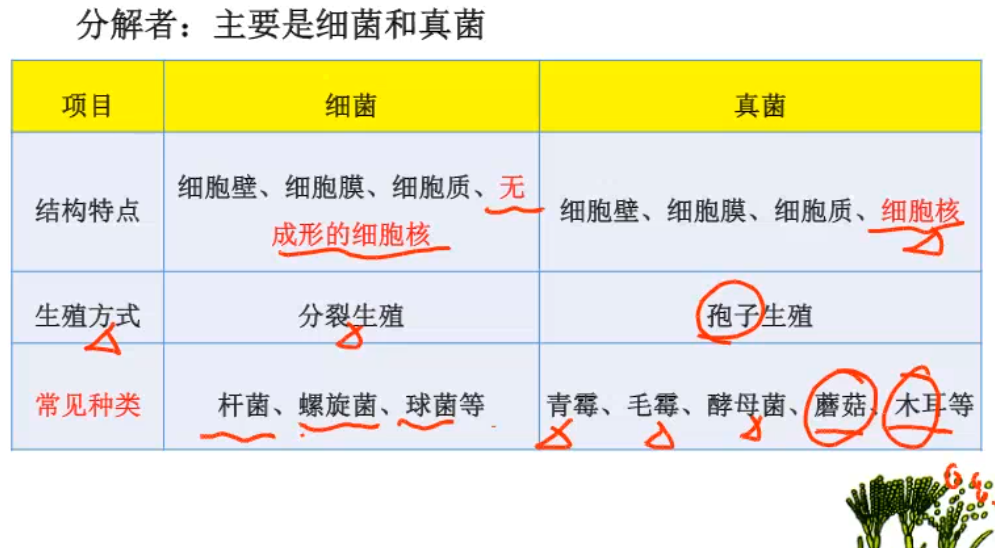 分解者：主要是细菌和真菌
项目
细菌
真菌
结构特点
细胞壁、细胞膜、细胞质、无
成形的细胞核
细胞壁、细胞膜、细胞质、细胞核
生殖方式
分裂生殖
孢子生殖
常见种类
杆菌、螺旋菌、球菌等
青霉、毛霉、酵母菌、蘑菇、木耳等